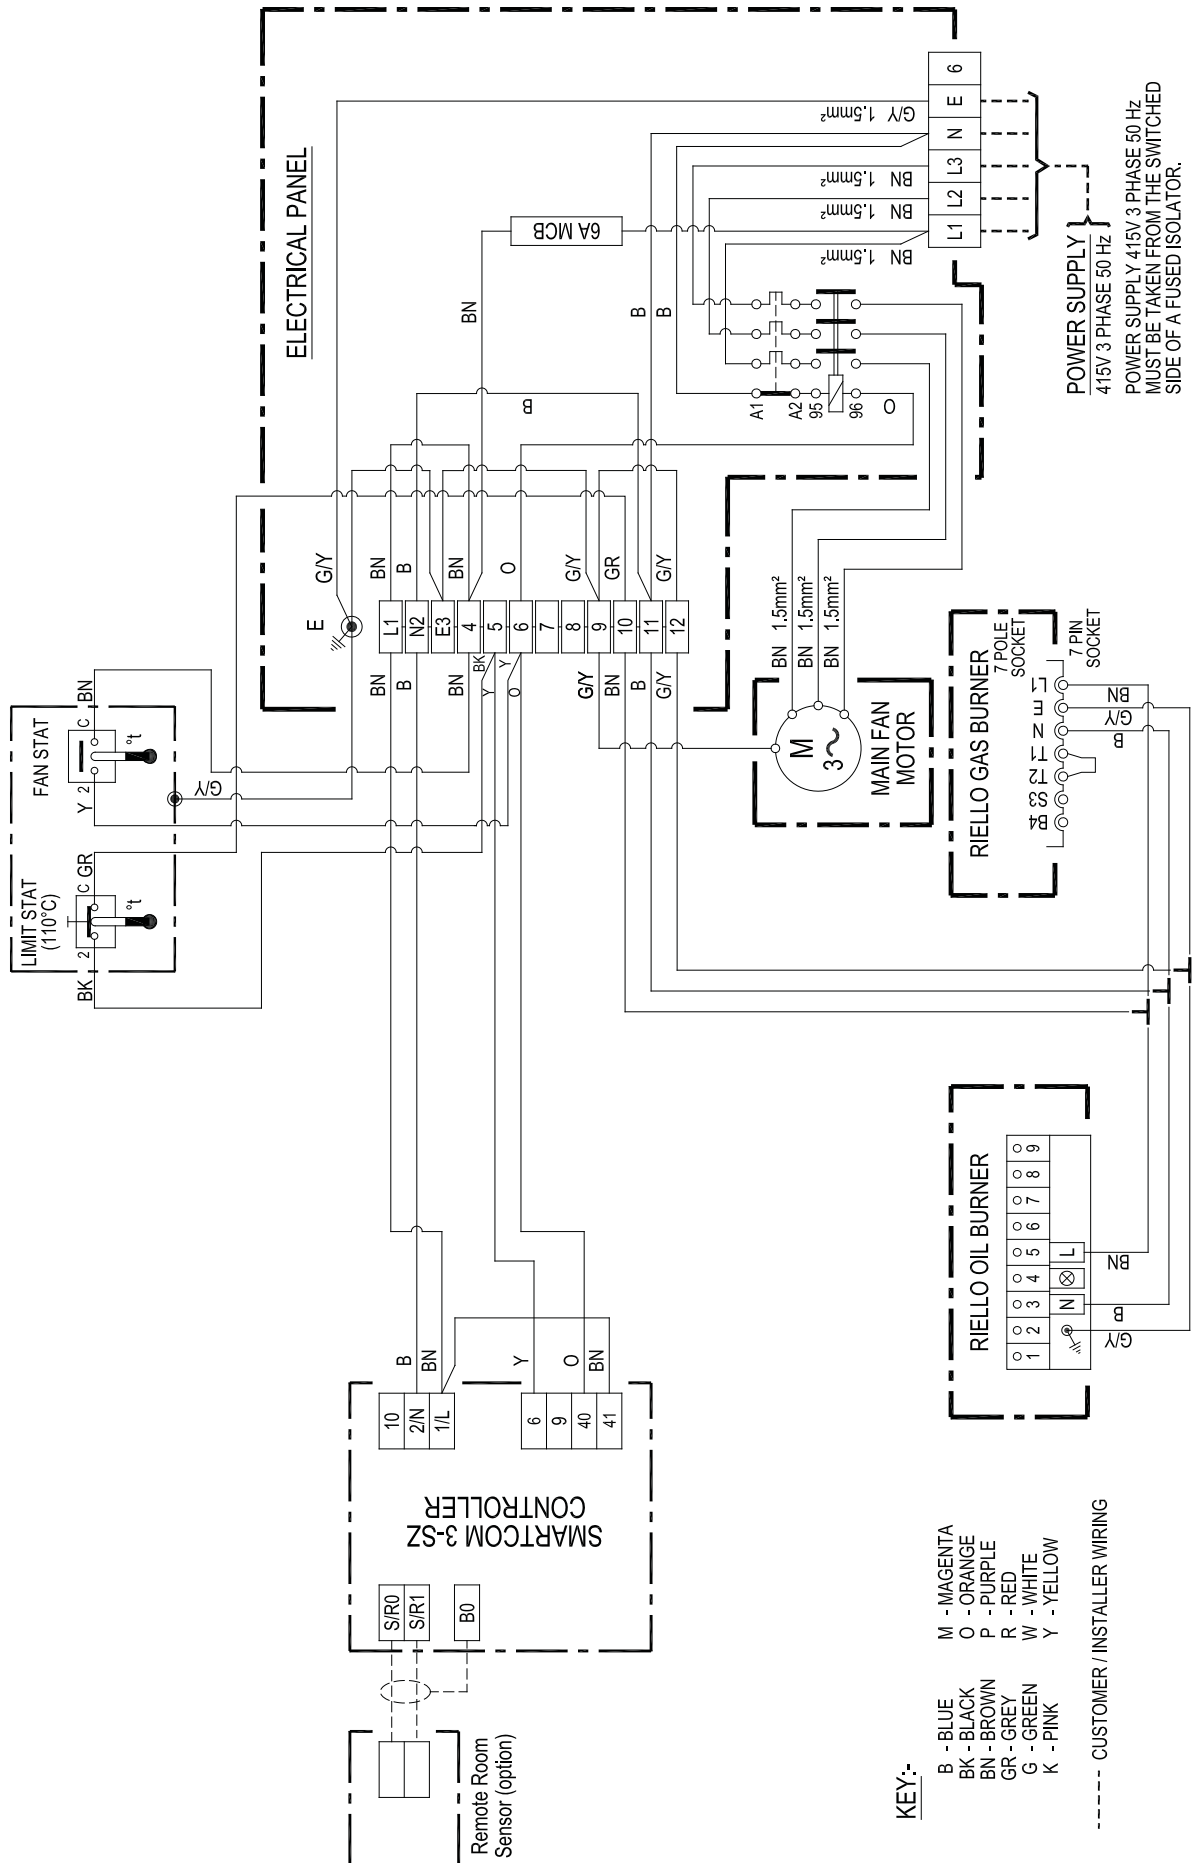 ELECTRICAL PANEL
FAN STAT
LIMIT STAT
(110°C)
BK
2
C
GR
t°
Y
2
C
BN
t°
G/Y
E
G/Y
BN
B
BN
O
G/Y
GR
G/Y
L1
N2
E3
4
5
6
7
8
9
10
11
12
BN
B
BN
BK
Y
Y
O
G/Y
BN
B
G/Y
BN
B
B
B
6A MCB
A1
A2
95
96
O
G/Y 1.5mm²
BN 1.5mm²
BN 1.5mm²
BN 1.5mm²
L1
L2
L3
N
E
6
POWER SUPPLY
415V 3 PHASE 50 Hz
POWER SUPPLY 415V 3 PHASE 50 Hz
MUST BE TAKEN FROM THE SWITCHED
SIDE OF A FUSED ISOLATOR.
BN 1.5mm²
BN 1.5mm²
BN 1.5mm²
M
3~
MAIN FAN
MOTOR
RIELLO GAS BURNER
7 POLE
SOCKET
7 PIN
SOCKET
B4
S3
T2
T1
N
E
L1
B
G/Y
BN
RIELLO OIL BURNER
1
2
3
4
5
6
7
8
9
N
L
G/Y
B
BN
SMARTCOM 3-SZ
CONTROLLER
10
2/N
1/L
6
9
40
41
B
BN
Y
O
BN
S/R0
S/R1
B0
Remote Room
Sensor (option)
KEY:-
B - BLUE
BK - BLACK
BN - BROWN
GR - GREY
G - GREEN
K - PINK
M - MAGENTA
O - ORANGE
P - PURPLE
R - RED
W - WHITE
Y - YELLOW
------ CUSTOMER / INSTALLER WIRING